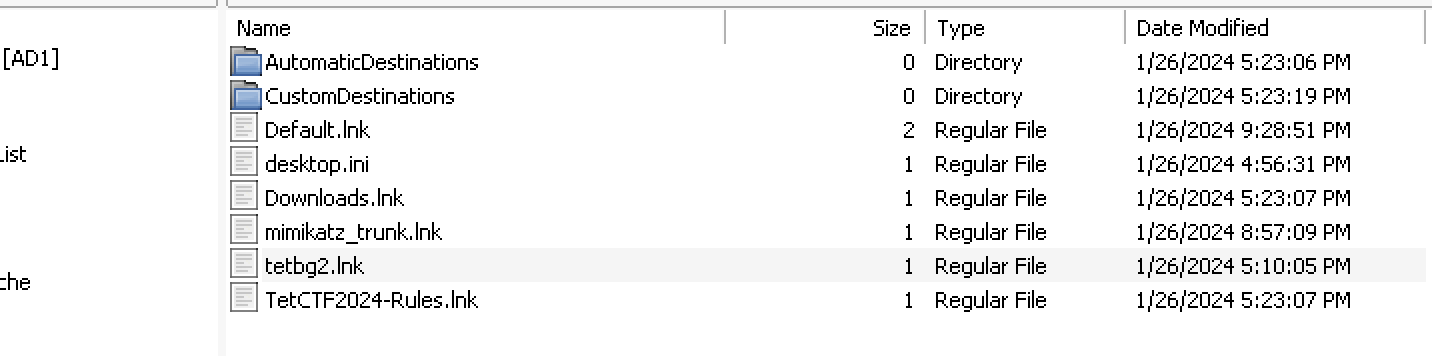 Name Size Type Date Modified
[AD1] AutomaticDestinations 0 Directory 1/26/2024 5:23:06 PM
CustomDestinations 0 Directory 1/26/2024 5:23:19 PM
Default.lnk 2 Regular File 1/26/2024 9:28:51 PM
List desktop.ini 1 Regular File 1/26/2024 4:56:31 PM
Downloads.lnk 1 Regular File 1/26/2024 5:23:07 PM
mimikatz_trunk.lnk 1 Regular File 1/26/2024 8:57:09 PM
tetbg2.lnk 1 Regular File 1/26/2024 5:10:05 PM
che TetCTF2024-Rules.lnk 1 Regular File 1/26/2024 5:23:07 PM